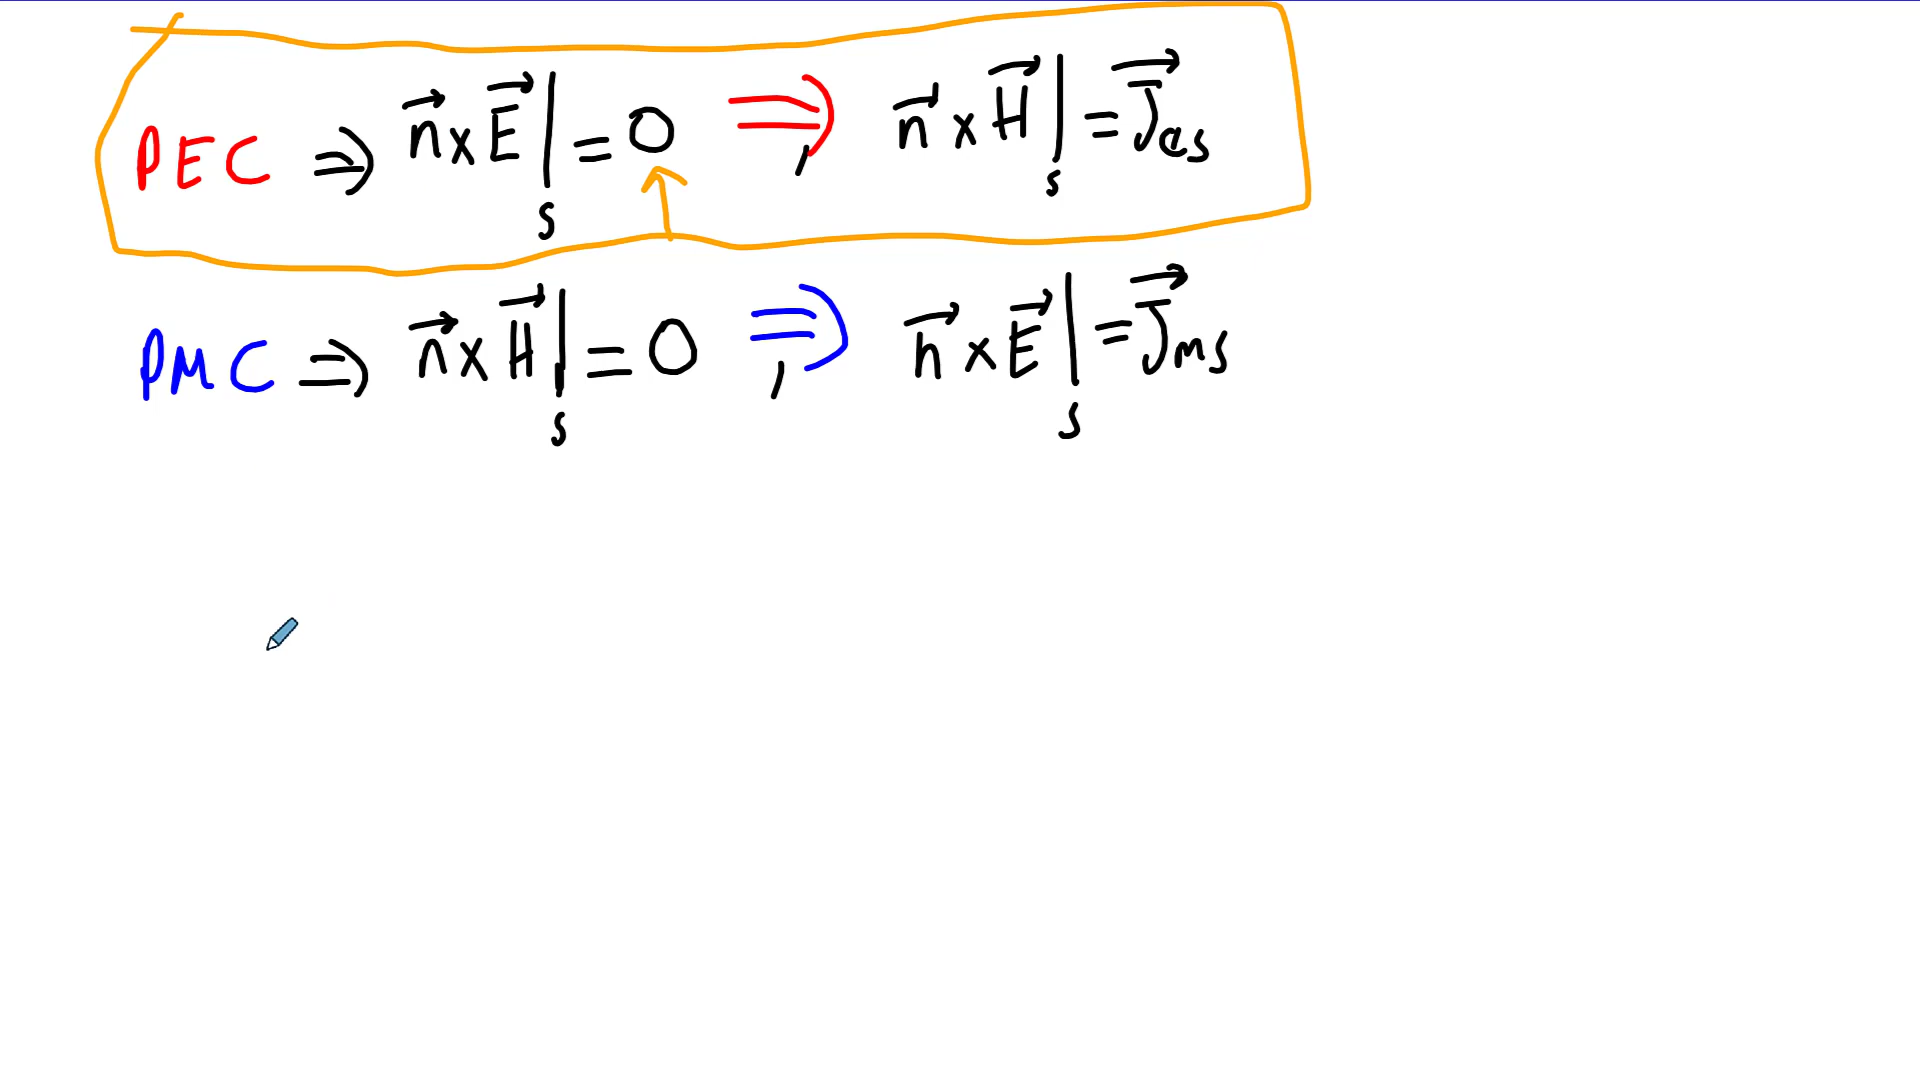 PEC ⇒ n⃗ x E⃗ |ₛ = 0 , ⇒ n⃗ x H⃗ |ₛ = J⃗es
PMC ⇒ n⃗ x H⃗ |ₛ = 0 , ⇒ n⃗ x E⃗ |ₛ = J⃗ms